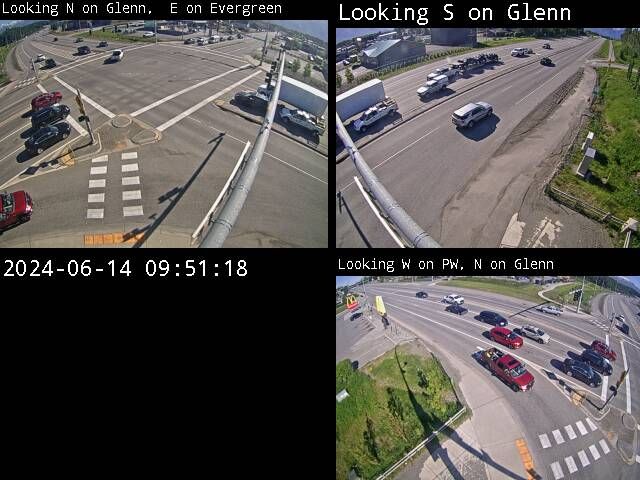 Looking N on Glenn,  E on Evergreen
Looking S on Glenn
2024-06-14 09:51:18
Looking W on PW, N on Glenn